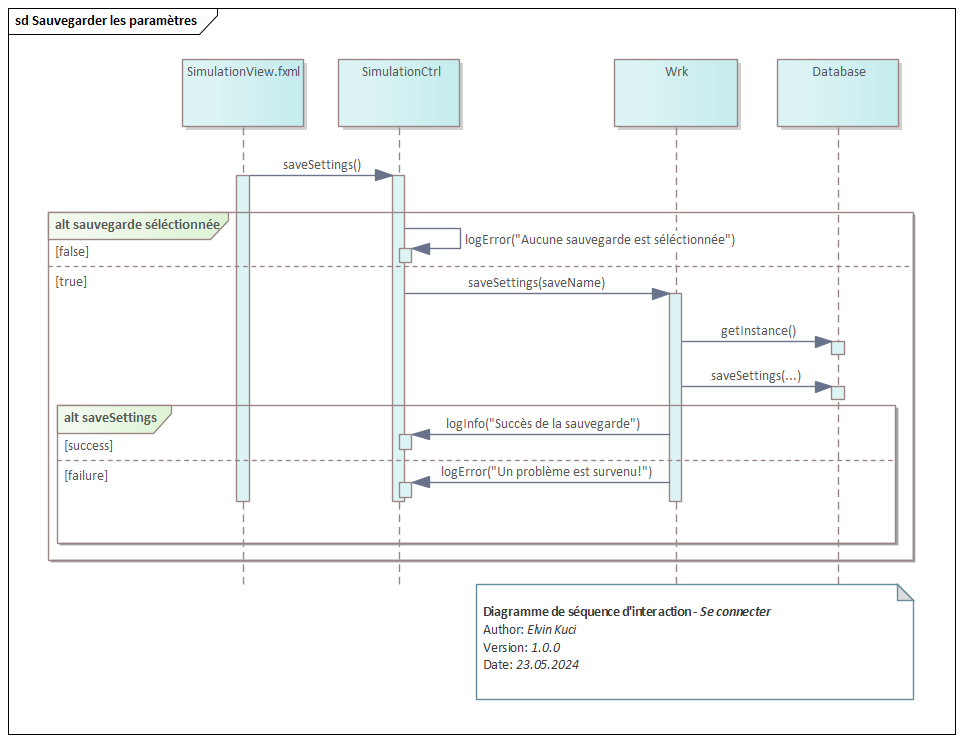 sd Sauvegarder les paramètres
SimulationView.fxml
SimulationCtrl
Wrk
Database
saveSettings()
alt sauvegarde séléctionnée
logError("Aucune sauvegarde est séléctionnée")
[false]
[true]
saveSettings(saveName)
getInstance()
saveSettings(...)
alt saveSettings
logInfo("Succès de la sauvegarde")
[success]
logError("Un problème est survenu!")
[failure]
Diagramme de séquence d'interaction - Se connecter
Author: Elvin Kuci
Version: 1.0.0
Date: 23.05.2024